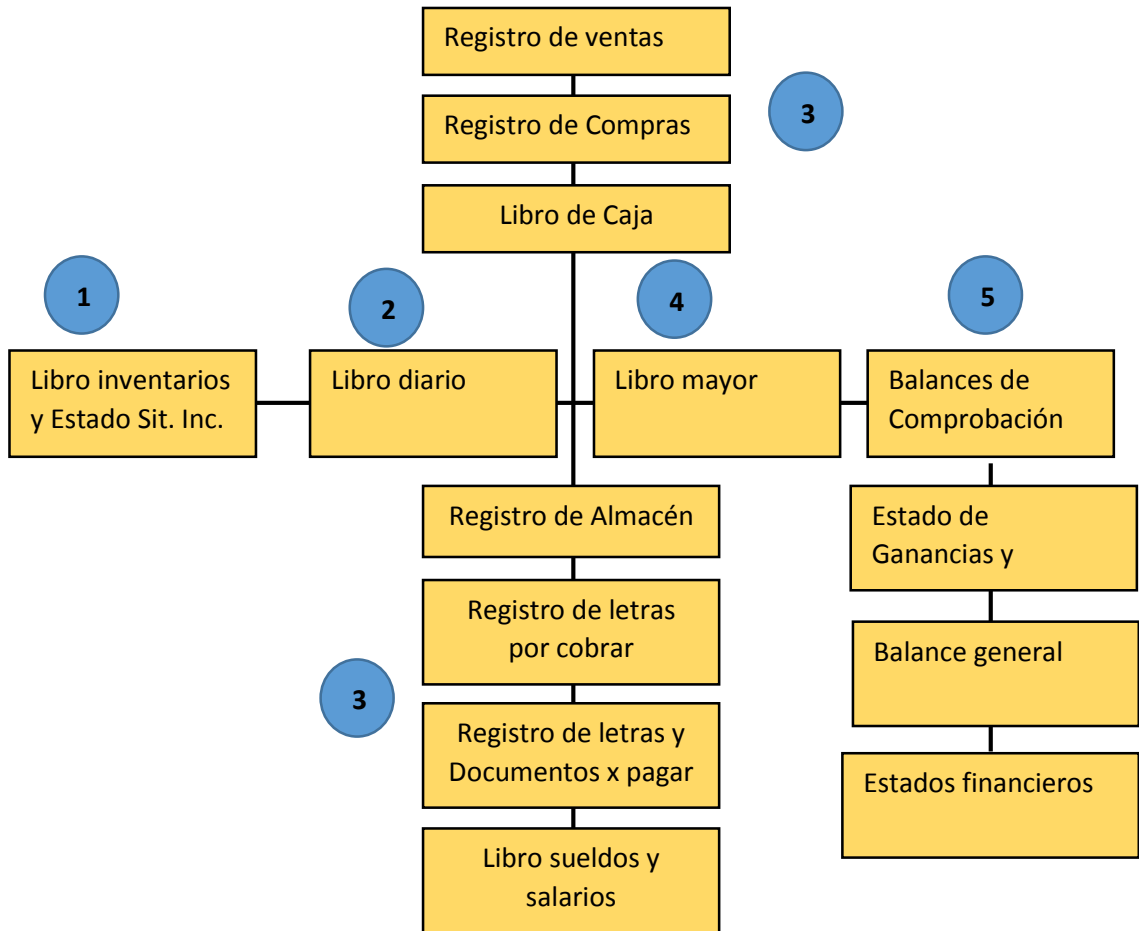 Registro de ventas
3
Registro de Compras
Libro de Caja
1
2
4
5
Libro inventarios
y Estado Sit. Inc.
Libro diario
Libro mayor
Balances de
Comprobación
Registro de Almacén
Estado de
Ganancias y
Registro de letras
por cobrar
Balance general
3
Registro de letras y
Documentos x pagar
Estados financieros
Libro sueldos y
salarios